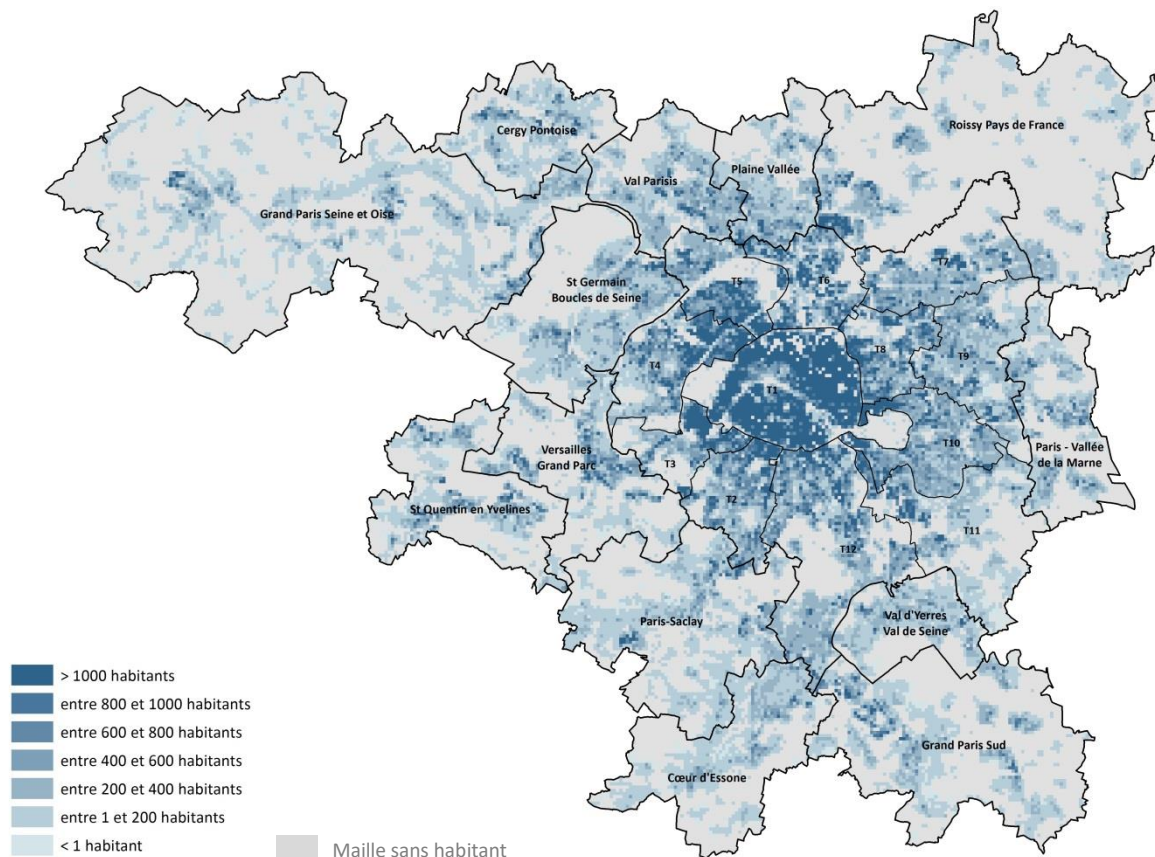 Cergy Pontoise
Roissy Pays de France
Val Parisis
Plaine Vallée
Grand Paris Seine et Oise
T7
St Germain
Boucles de Seine
T5
T6
T8
T9
T4
T1
T10
Versailles
Grand Parc
T3
Paris - Vallée
de la Marne
T2
St Quentin en Yvelines
T11
T12
Paris-Saclay
Val d'Yerres
Val de Seine
Grand Paris Sud
Cœur d'Essone
> 1000 habitants
entre 800 et 1000 habitants
entre 600 et 800 habitants
entre 400 et 600 habitants
entre 200 et 400 habitants
entre 1 et 200 habitants
< 1 habitant
Maille sans habitant